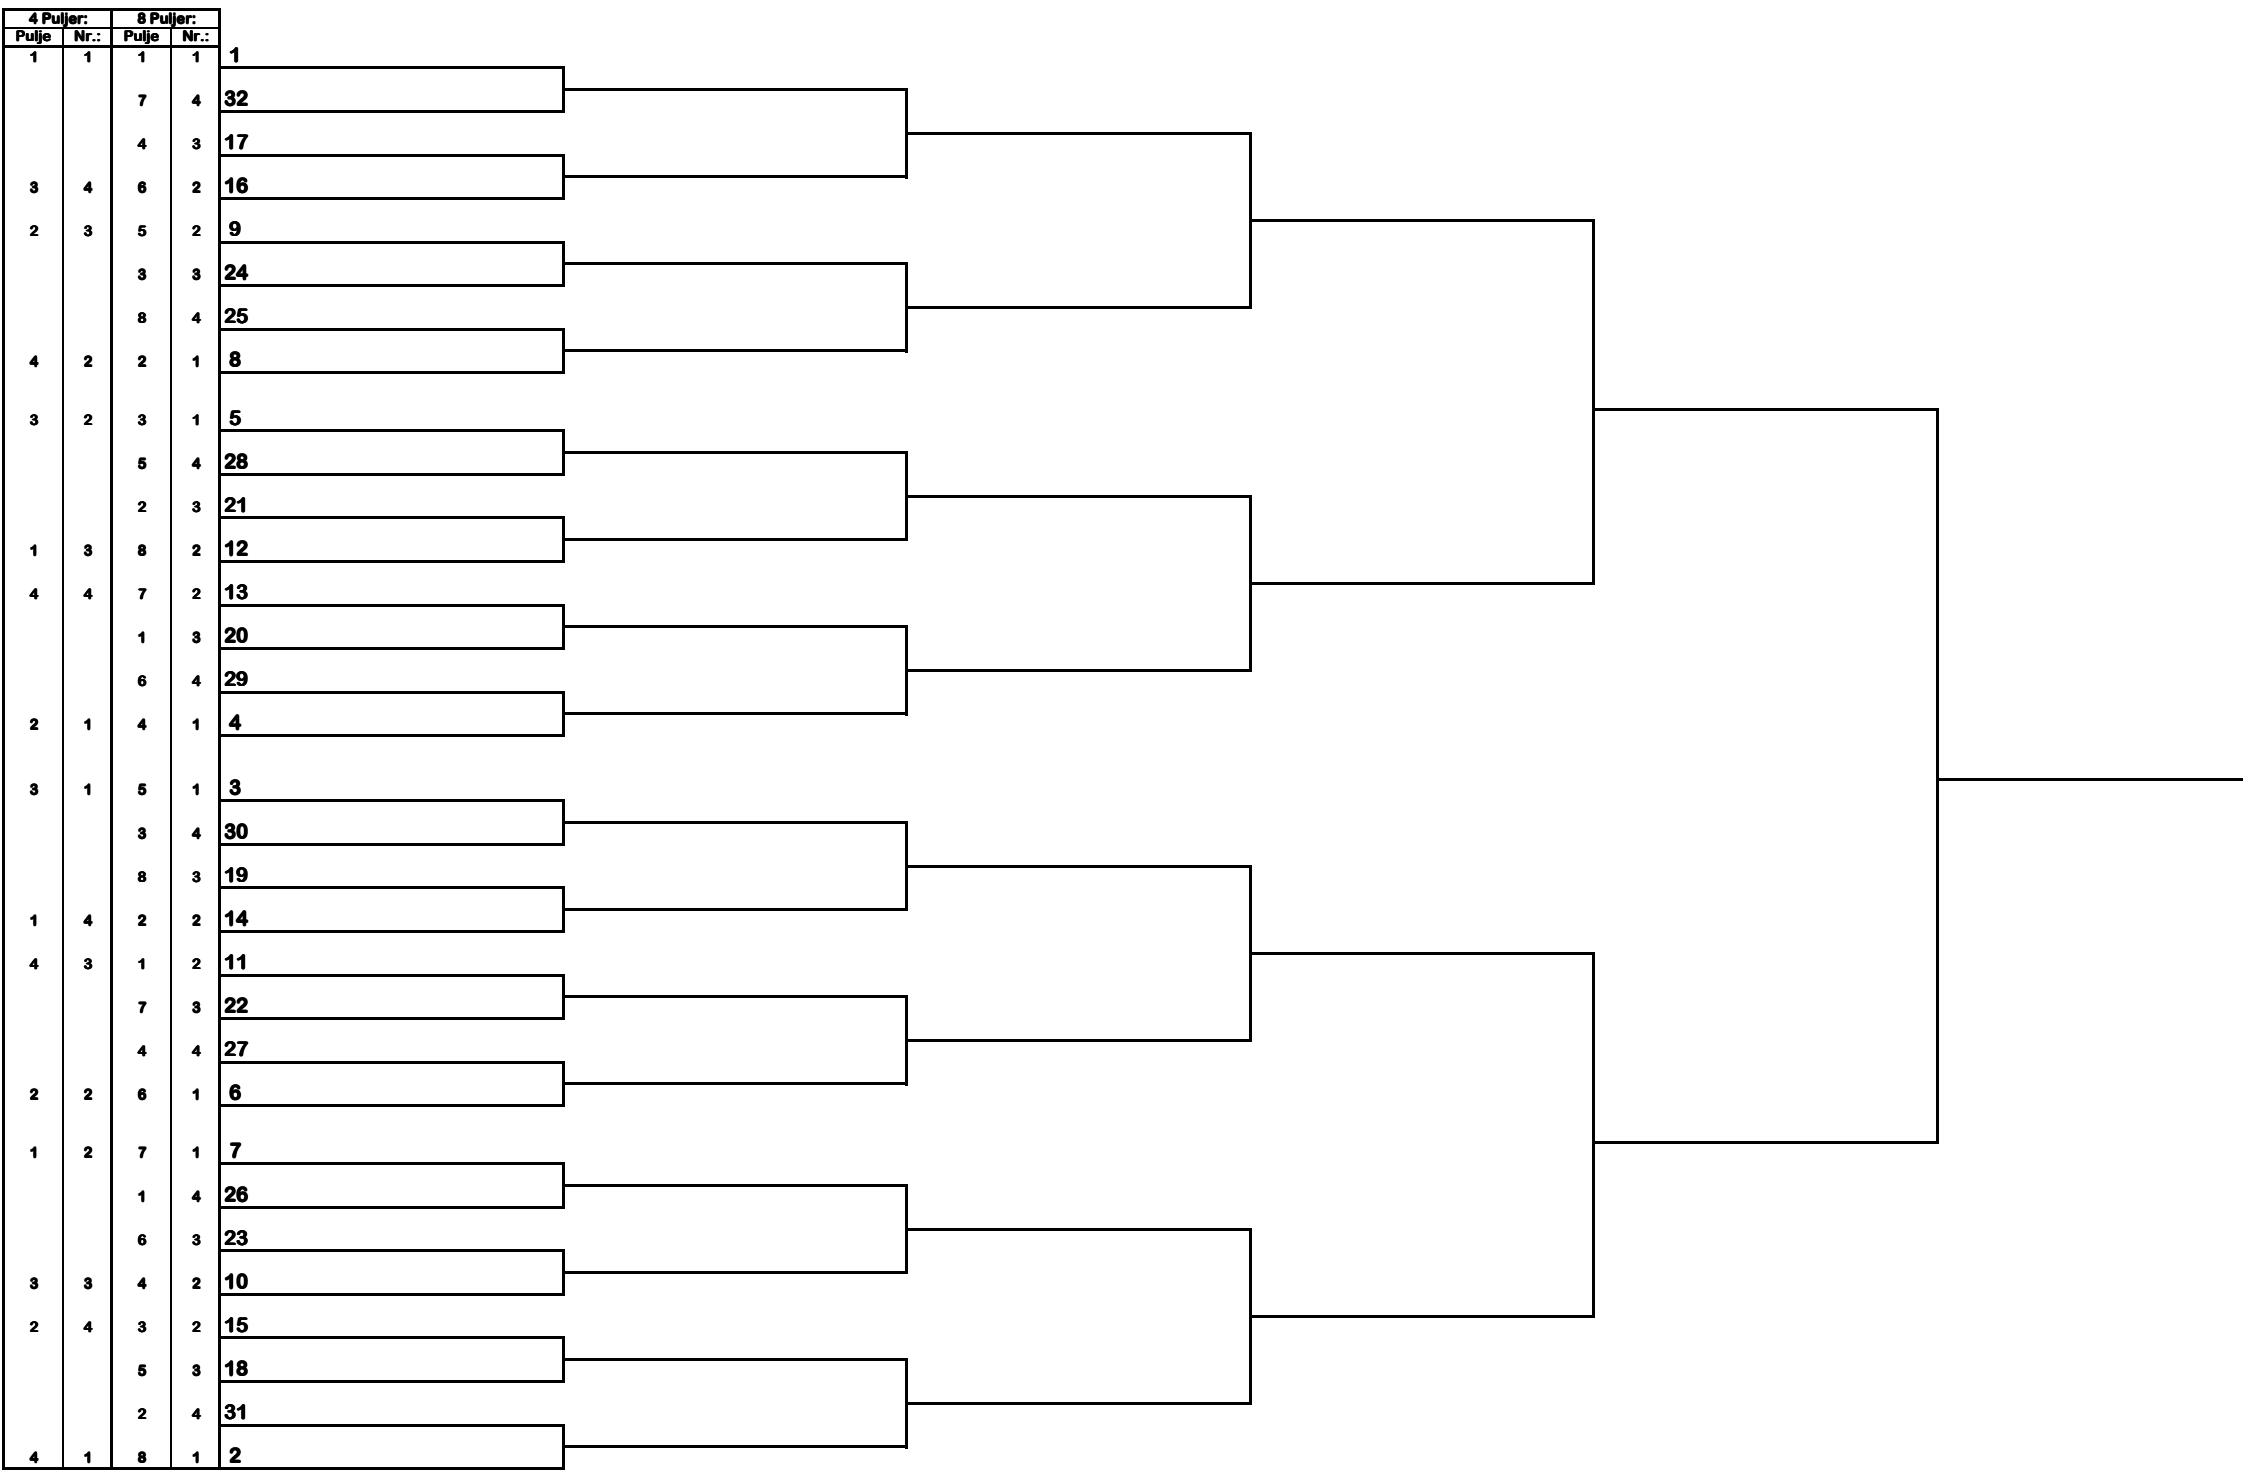 4 Puljer: 8 Puljer:
Pulje Nr.: Pulje Nr.:
1 1 1 1 1
7 4 32
4 3 17
3 4 6 2 16
2 3 5 2 9
3 3 24
8 4 25
4 2 2 1 8
3 2 3 1 5
5 4 28
2 3 21
1 3 8 2 12
4 4 7 2 13
1 3 20
6 4 29
2 1 4 1 4
3 1 5 1 3
3 4 30
8 3 19
1 4 2 2 14
4 3 1 2 11
7 3 22
4 4 27
2 2 6 1 6
1 2 7 1 7
1 4 26
6 3 23
3 3 4 2 10
2 4 3 2 15
5 3 18
2 4 31
4 1 8 1 2